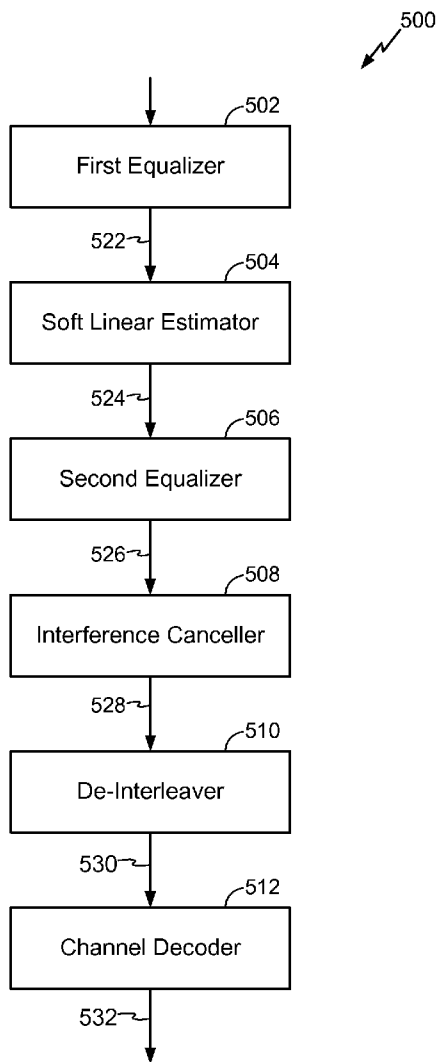 500
502
First Equalizer
522
504
Soft Linear Estimator
524
506
Second Equalizer
526
508
Interference Canceller
528
510
De-Interleaver
530
512
Channel Decoder
532